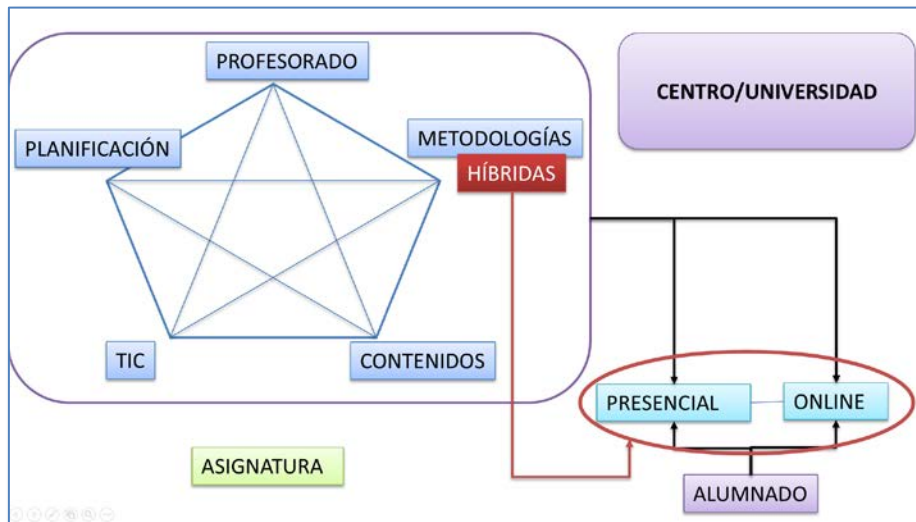 PROFESORADO
CENTRO/UNIVERSIDAD
PLANIFICACIÓN
METODOLOGÍAS
HÍBRIDAS
TIC
CONTENIDOS
PRESENCIAL
ONLINE
ASIGNATURA
ALUMNADO